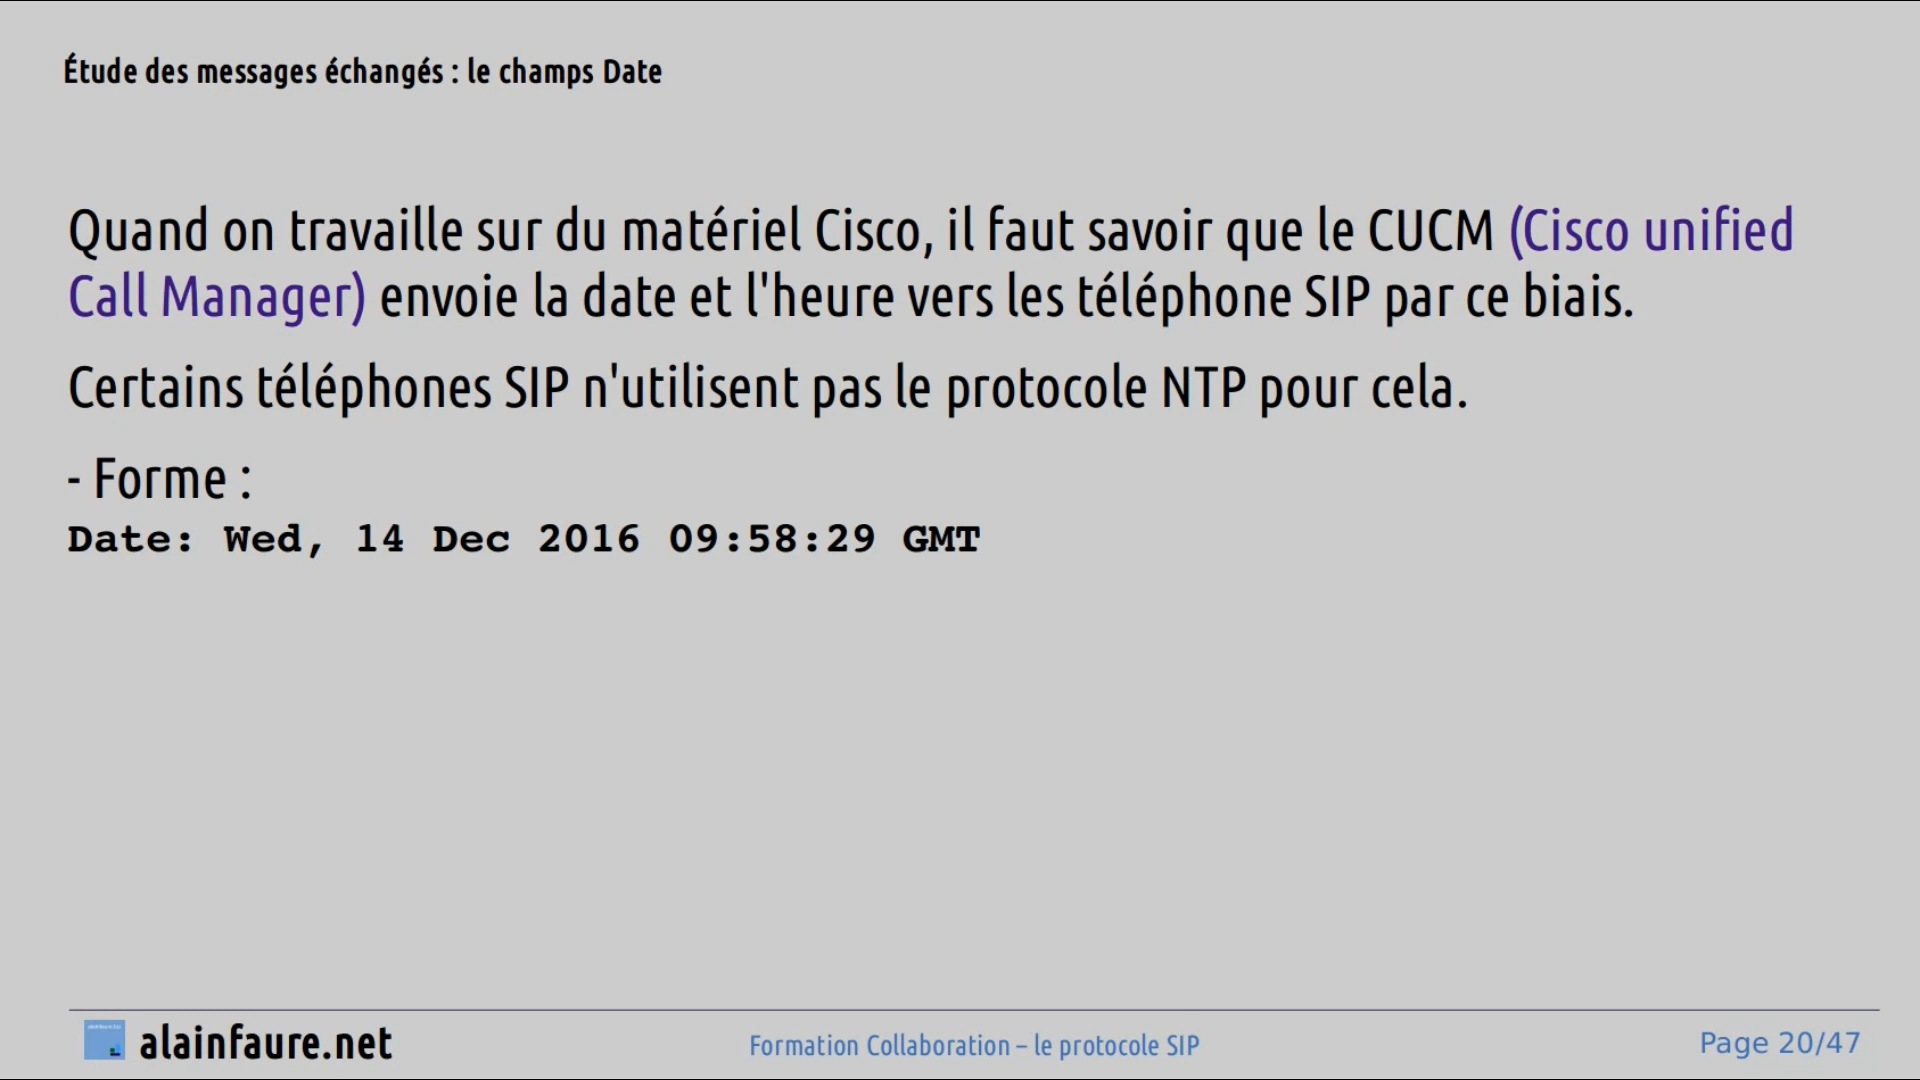 Étude des messages échangés : le champs Date
Quand on travaille sur du matériel Cisco, il faut savoir que le CUCM (Cisco unified
Call Manager) envoie la date et l'heure vers les téléphone SIP par ce biais.
Certains téléphones SIP n'utilisent pas le protocole NTP pour cela.
- Forme :
Date: Wed, 14 Dec 2016 09:58:29 GMT
alainfaure.net
Formation Collaboration – le protocole SIP
Page 20/47